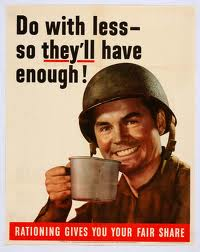 Do with less–
so they'll have
enough!
RATIONING GIVES YOU YOUR FAIR SHARE